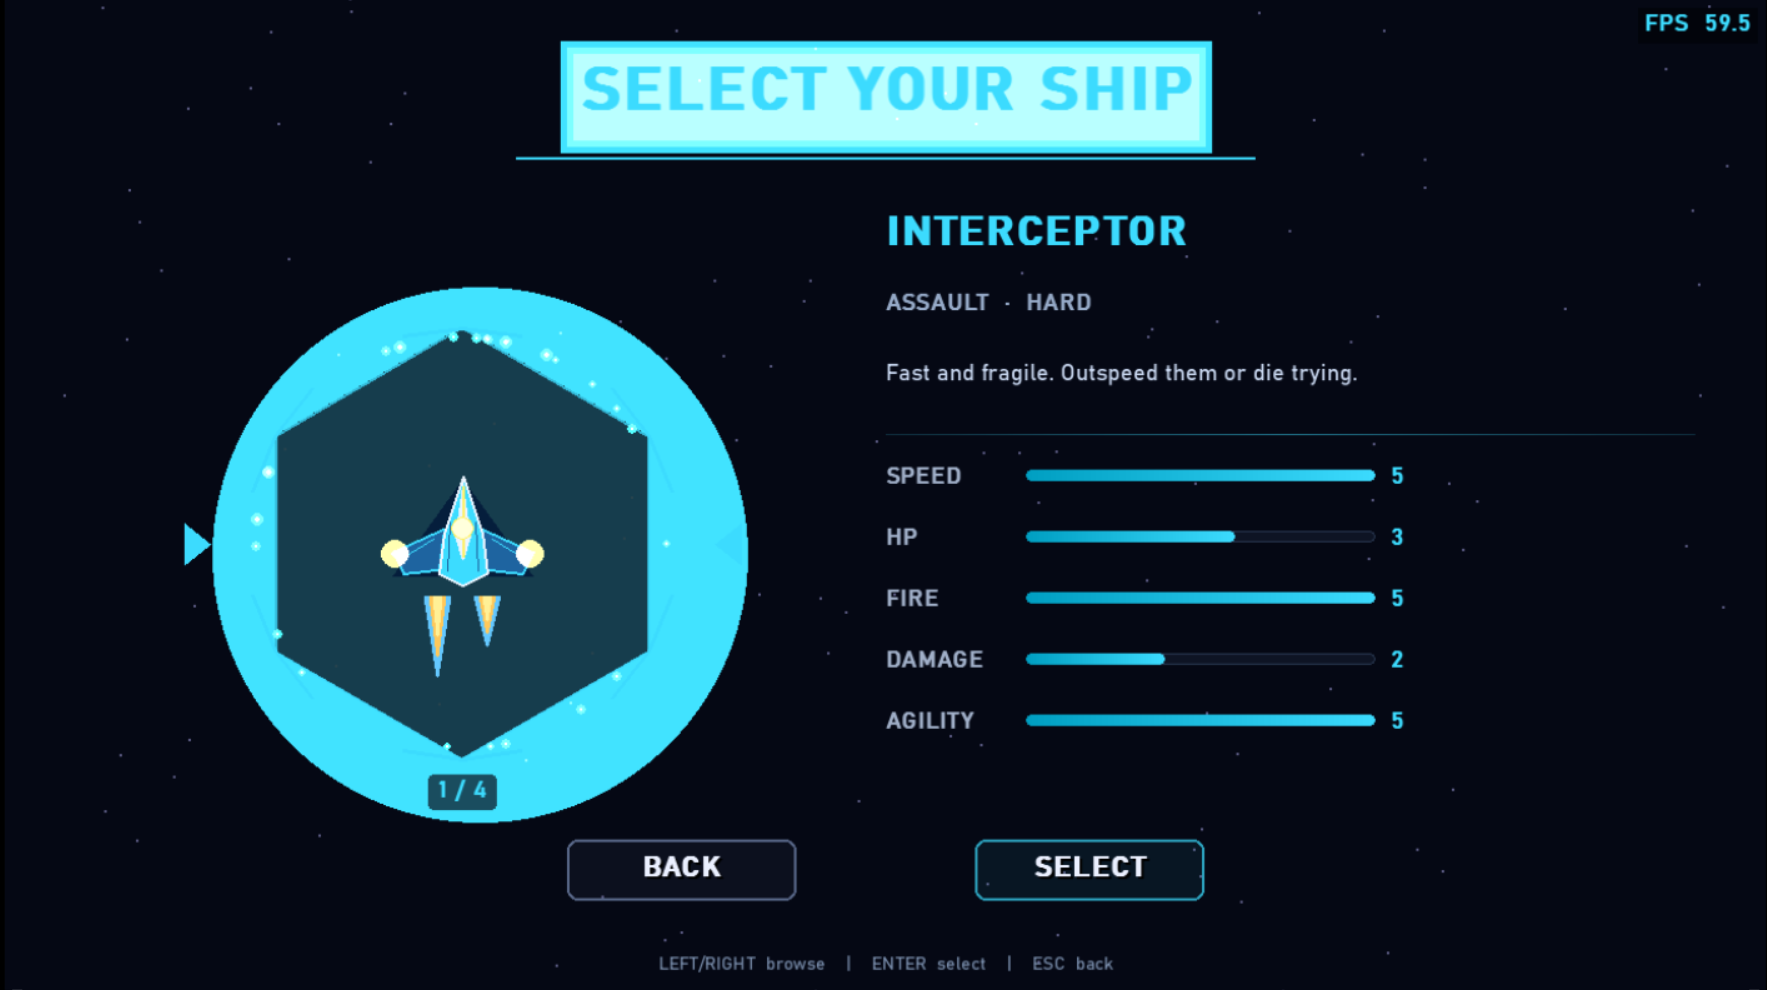 FPS 59.5
SELECT YOUR SHIP
INTERCEPTOR
ASSAULT · HARD
Fast and fragile. Outspeed them or die trying.
SPEED 5
HP 3
FIRE 5
DAMAGE 2
AGILITY 5
1 / 4
BACK SELECT
LEFT/RIGHT browse | ENTER select | ESC back